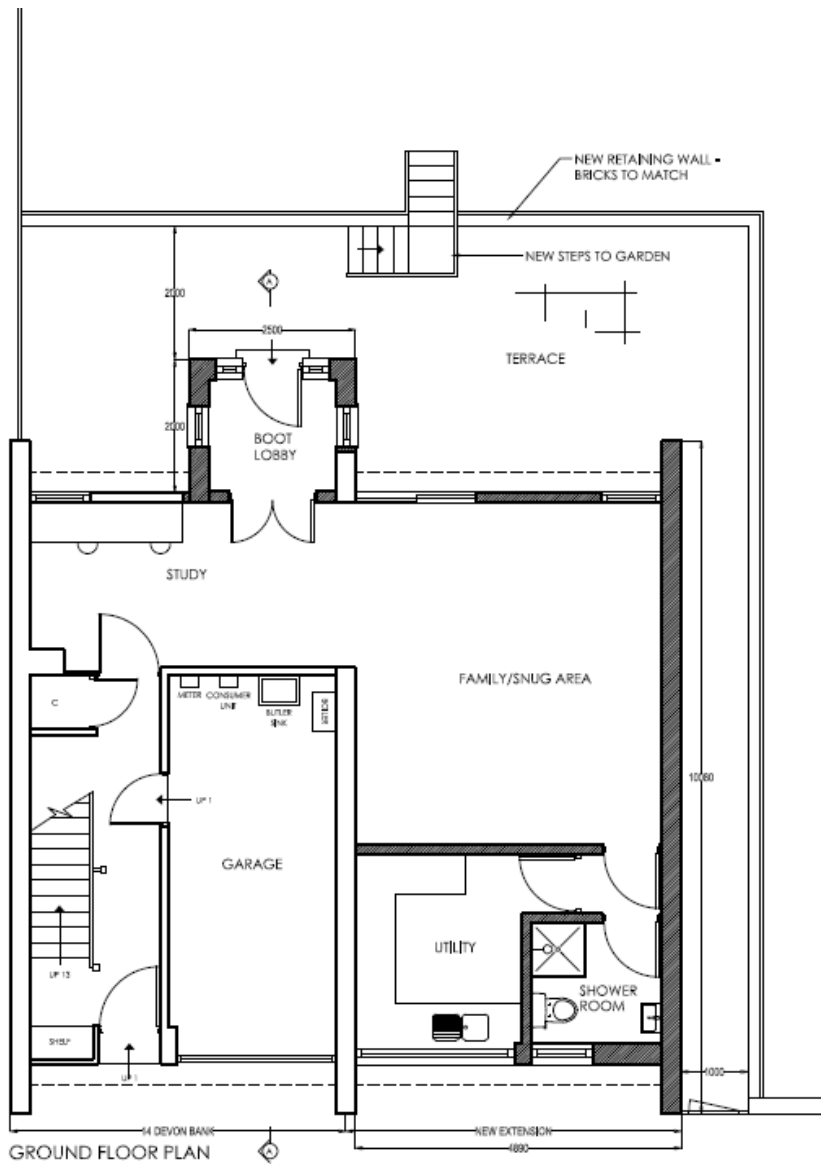 NEW RETAINING WALL -
BRICKS TO MATCH
NEW STEPS TO GARDEN
A
2000
2500
TERRACE
2000
BOOT
LOBBY
STUDY
FAMILY/SNUG AREA
METER
CONSUMER
UNIT
BUTLER
SINK
BOILER
C
10080
UP 1
GARAGE
UTILITY
UP 13
SHOWER
ROOM
SHELF
UP 1
1000
14 DEVON BANK
NEW EXTENSION
4890
GROUND FLOOR PLAN
A